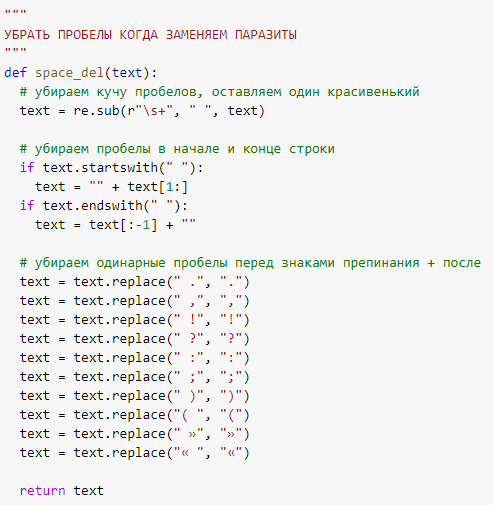 """
УБРАТЬ ПРОБЕЛЫ КОГДА ЗАМЕНЯЕМ ПАРАЗИТЫ
"""
def space_del(text):
  # убираем кучу пробелов, оставляем один красивенький
  text = re.sub(r"\s+", " ", text)

  # убираем пробелы в начале и конце строки
  if text.startswith(" "):
    text = "" + text[1:]
  if text.endswith(" "):
    text = text[:-1] + ""

  # убираем одинарные пробелы перед знаками препинания + после
  text = text.replace(" .", ".")
  text = text.replace(" ,", ",")
  text = text.replace(" !", "!")
  text = text.replace(" ?", "?")
  text = text.replace(" :", ":")
  text = text.replace(" ;", ";")
  text = text.replace(" )", ")")
  text = text.replace("( ", "(")
  text = text.replace(" »", "»")
  text = text.replace("« ", "«")

  return text